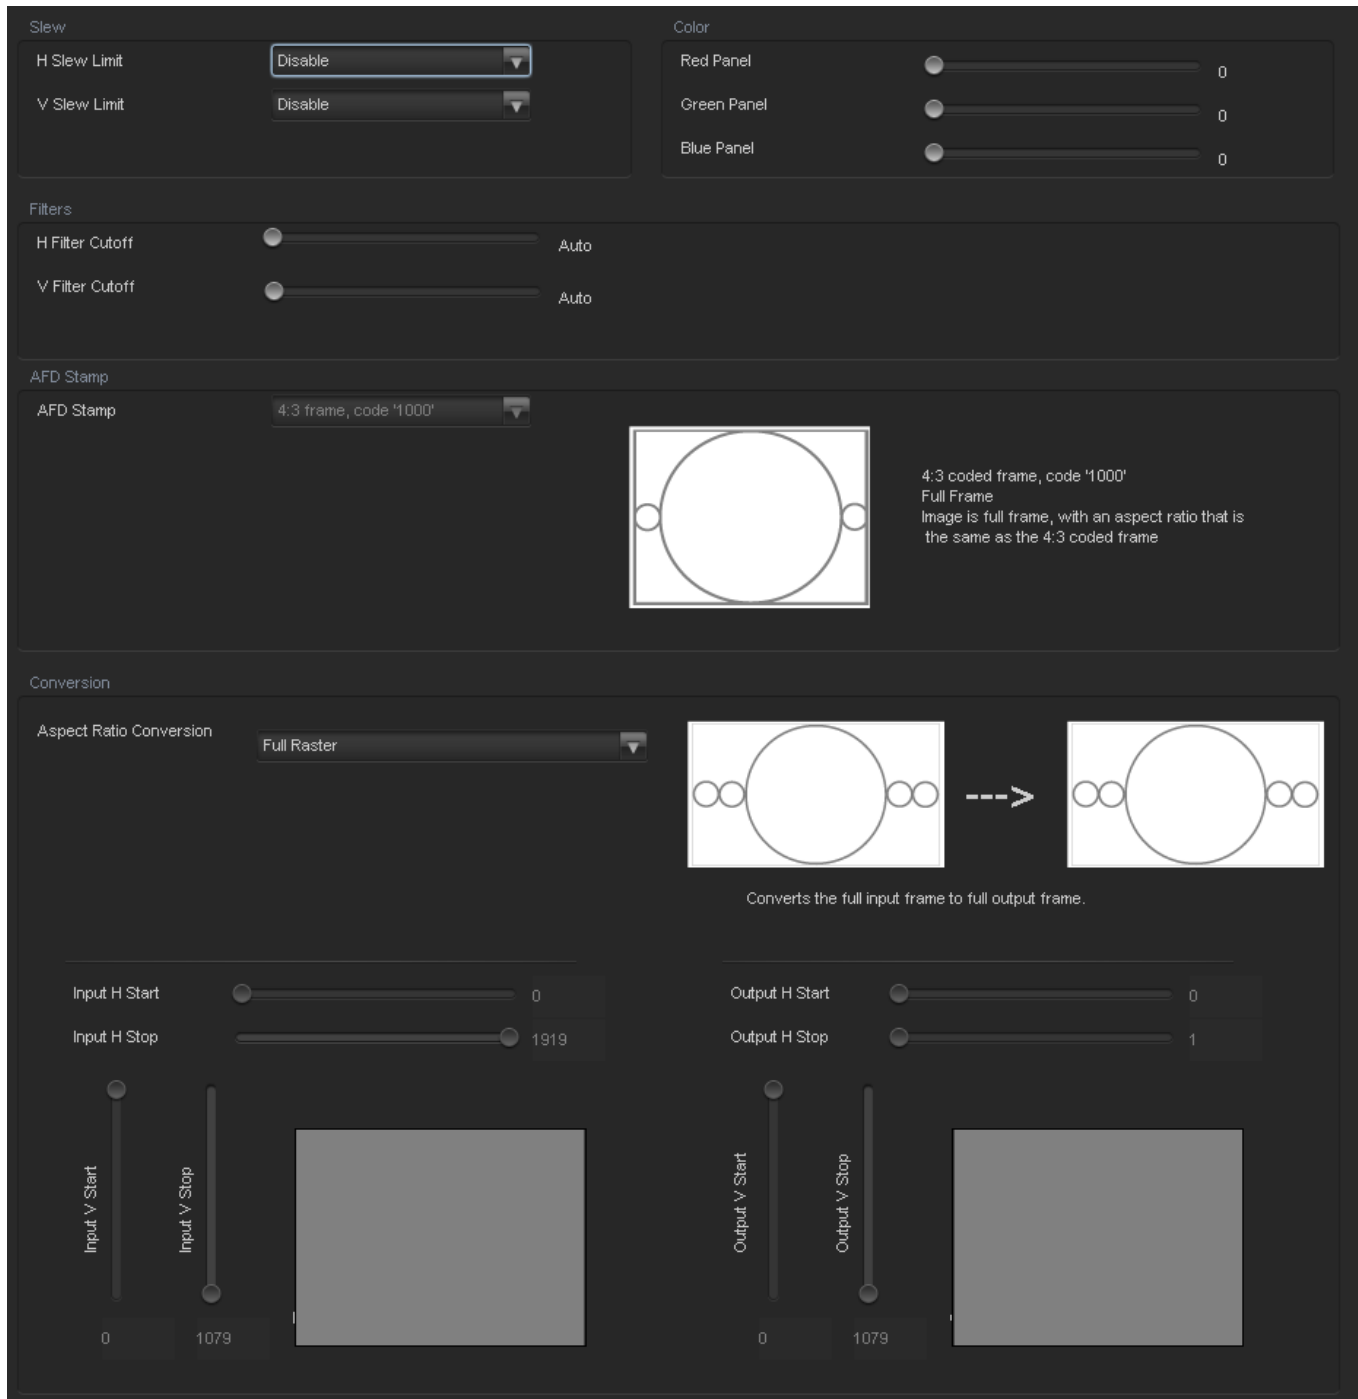 Slew
H Slew Limit
Disable
V Slew Limit
Disable
Color
Red Panel
0
Green Panel
0
Blue Panel
0
Filters
H Filter Cutoff
Auto
V Filter Cutoff
Auto
AFD Stamp
AFD Stamp
4:3 frame, code '1000'
4:3 coded frame, code '1000'
Full Frame
Image is full frame, with an aspect ratio that is
the same as the 4:3 coded frame
Conversion
Aspect Ratio Conversion
Full Raster
--->
Converts the full input frame to full output frame.
Input H Start
0
Input H Stop
1919
Input V Start
0
Input V Stop
1079
Output H Start
0
Output H Stop
1
Output V Start
0
Output V Stop
1079